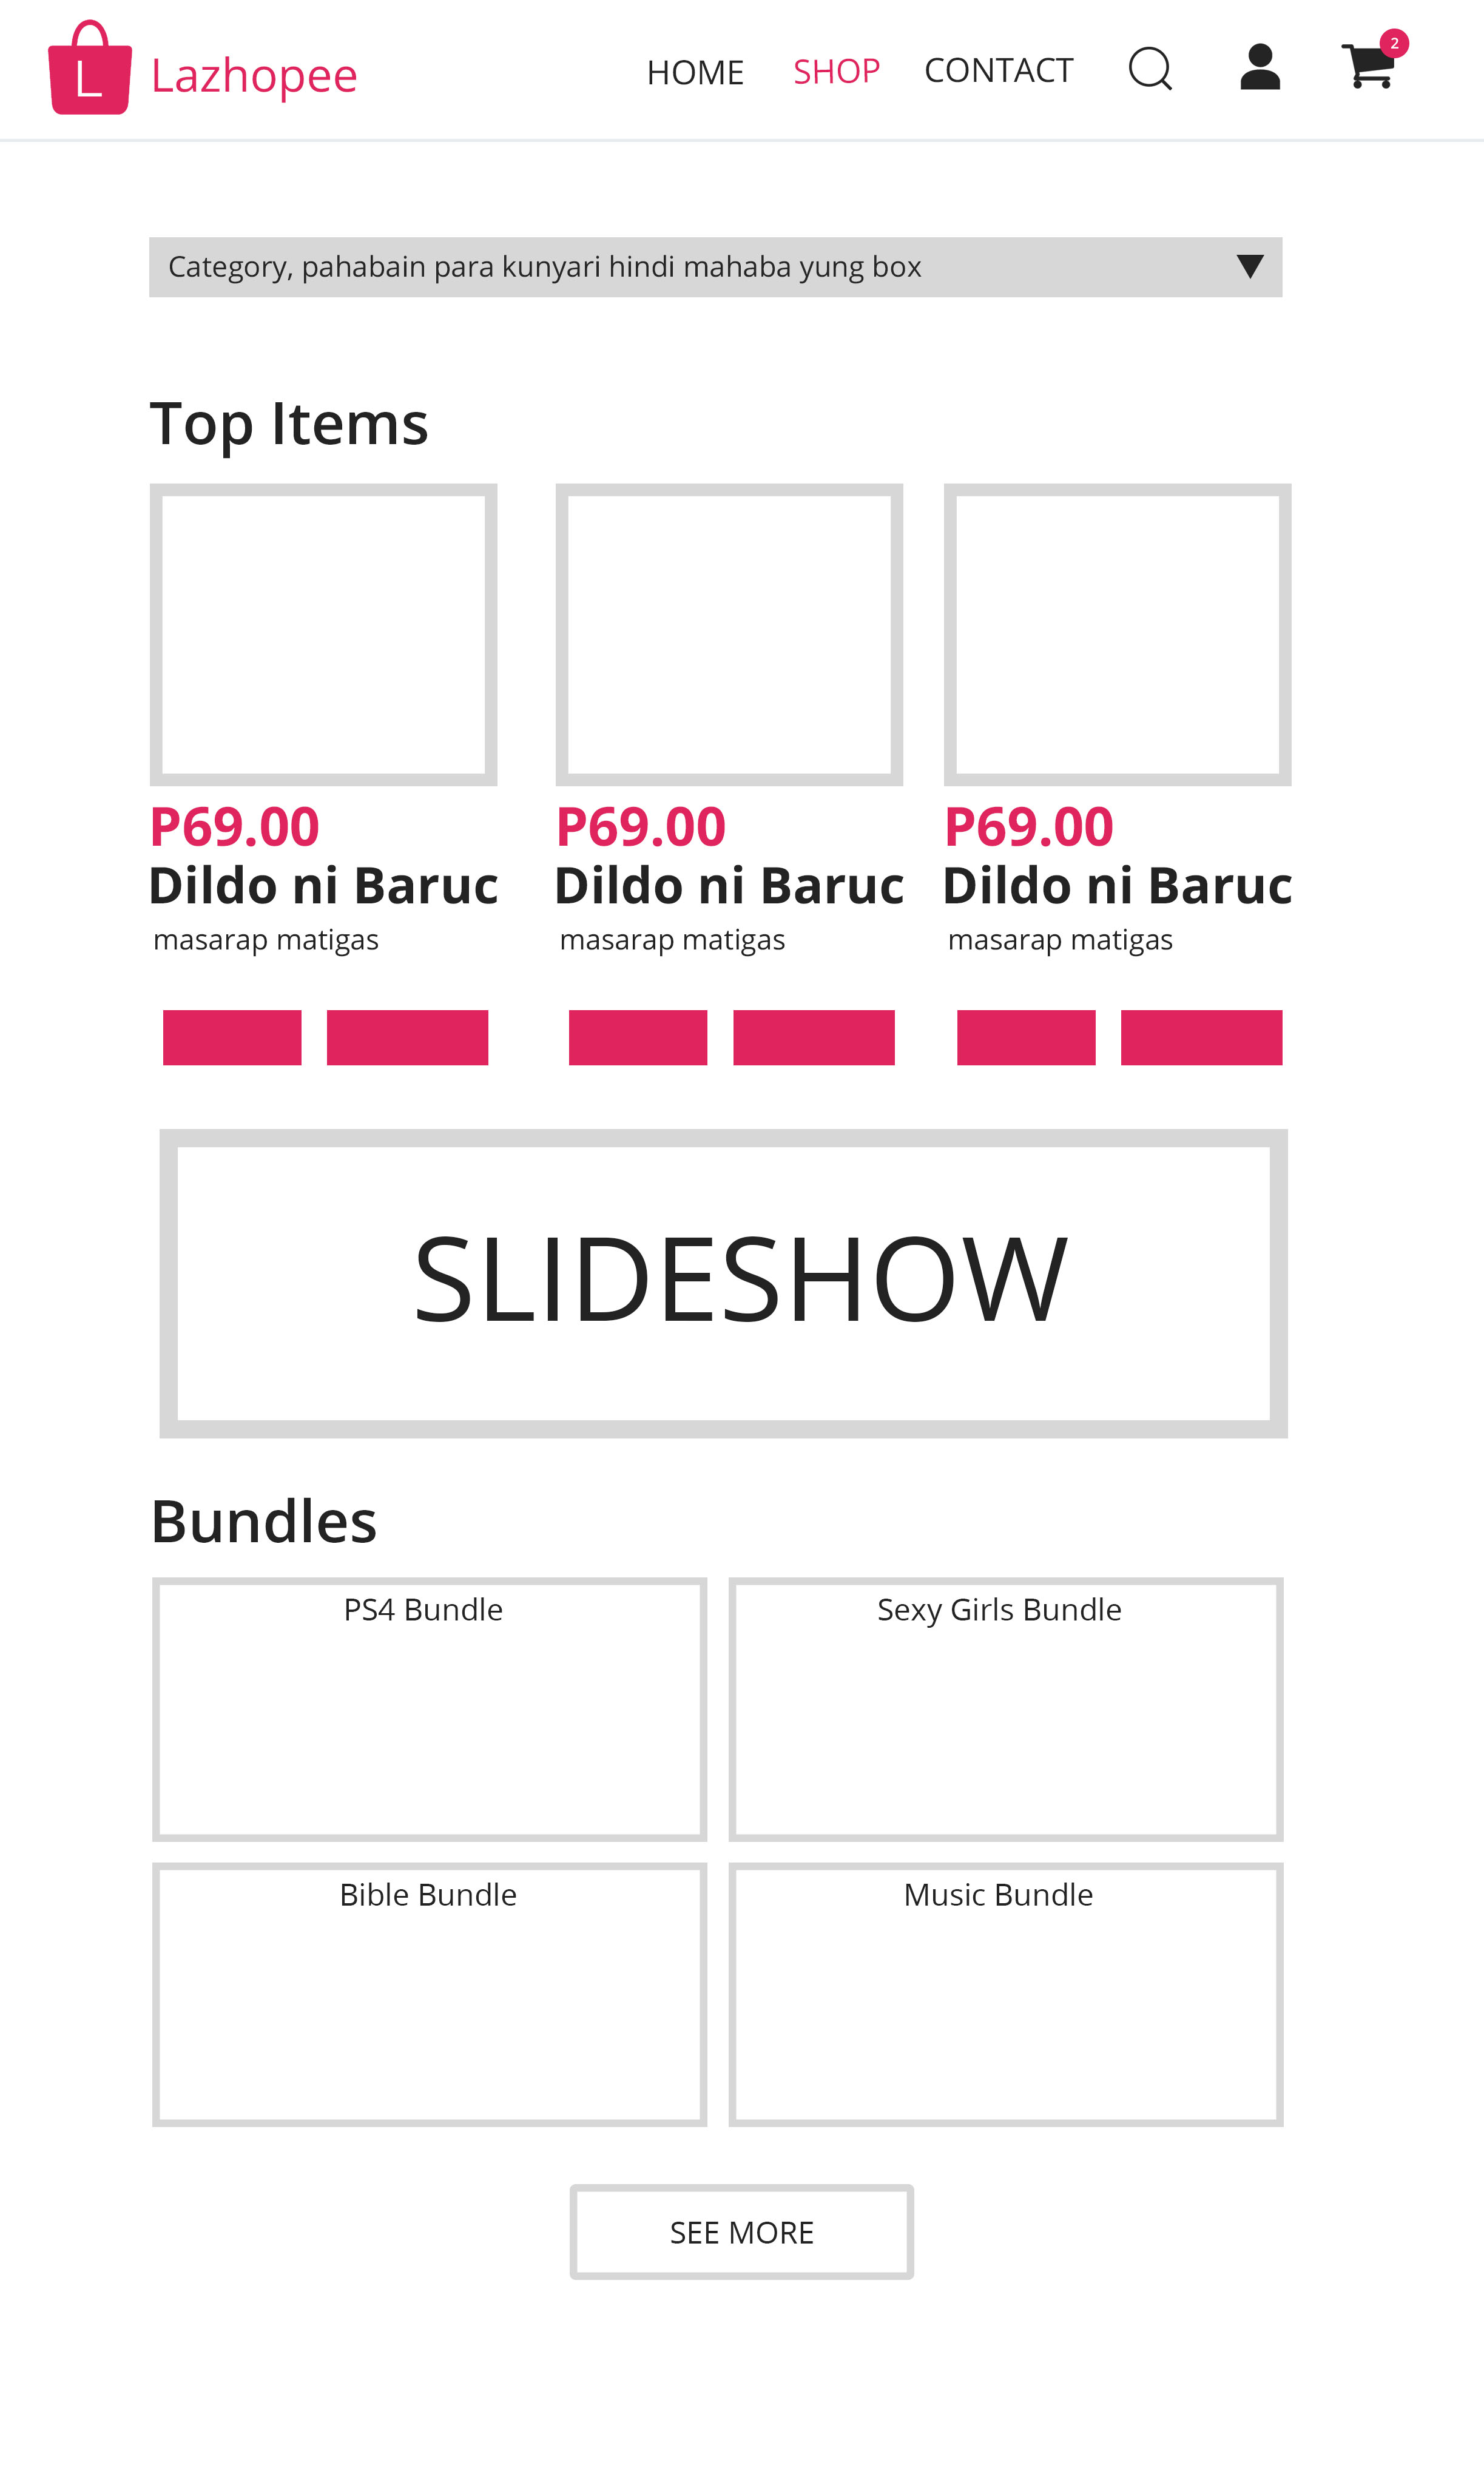 L
Lazhopee
HOME SHOP CONTACT
2
Category, pahabain para kunyari hindi mahaba yung box
Top Items
P69.00 P69.00 P69.00
Dildo ni Baruc Dildo ni Baruc Dildo ni Baruc
masarap matigas masarap matigas masarap matigas
SLIDESHOW
Bundles
PS4 Bundle Sexy Girls Bundle
Bible Bundle Music Bundle
SEE MORE